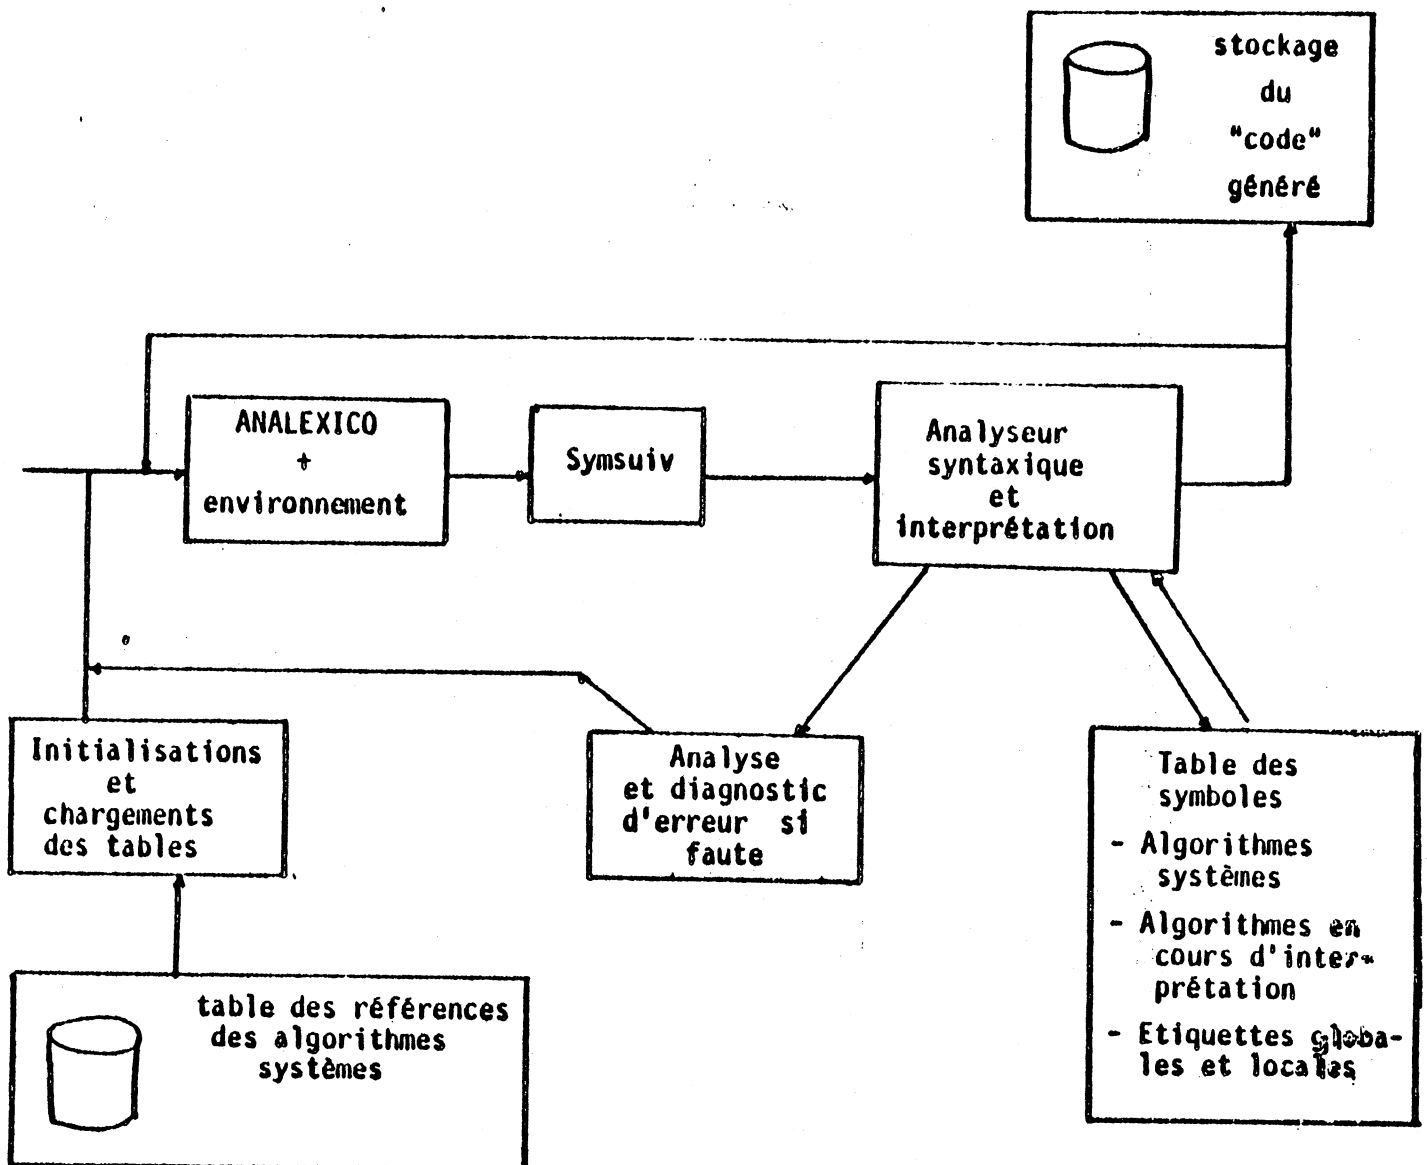 stockage
du
"code"
généré
ANALEXICO
+
environnement
Symsuiv
Analyseur
syntaxique
et
interprétation
Initialisations
et
chargements
des tables
Analyse
et diagnostic
d'erreur si
faute
Table des
symboles
- Algorithmes
systèmes
- Algorithmes en
cours d'inter-
prétation
- Etiquettes globa-
les et locales
table des références
des algorithmes
systèmes